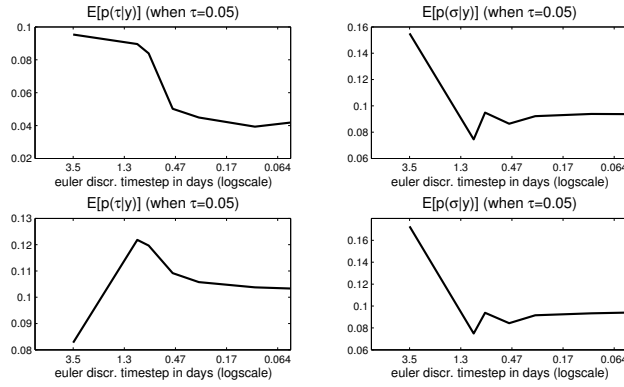 E[p(τ|y)] (when τ=0.05)
0.1
0.08
0.06
0.04
0.02
3.5 1.3 0.47 0.17 0.064
euler discr. timestep in days (logscale)
E[p(σ|y)] (when τ=0.05)
0.16
0.14
0.12
0.1
0.08
0.06
3.5 1.3 0.47 0.17 0.064
euler discr. timestep in days (logscale)
E[p(τ|y)] (when τ=0.05)
0.13
0.12
0.11
0.1
0.09
0.08
3.5 1.3 0.47 0.17 0.064
euler discr. timestep in days (logscale)
E[p(σ|y)] (when τ=0.05)
0.16
0.14
0.12
0.1
0.08
0.06
3.5 1.3 0.47 0.17 0.064
euler discr. timestep in days (logscale)